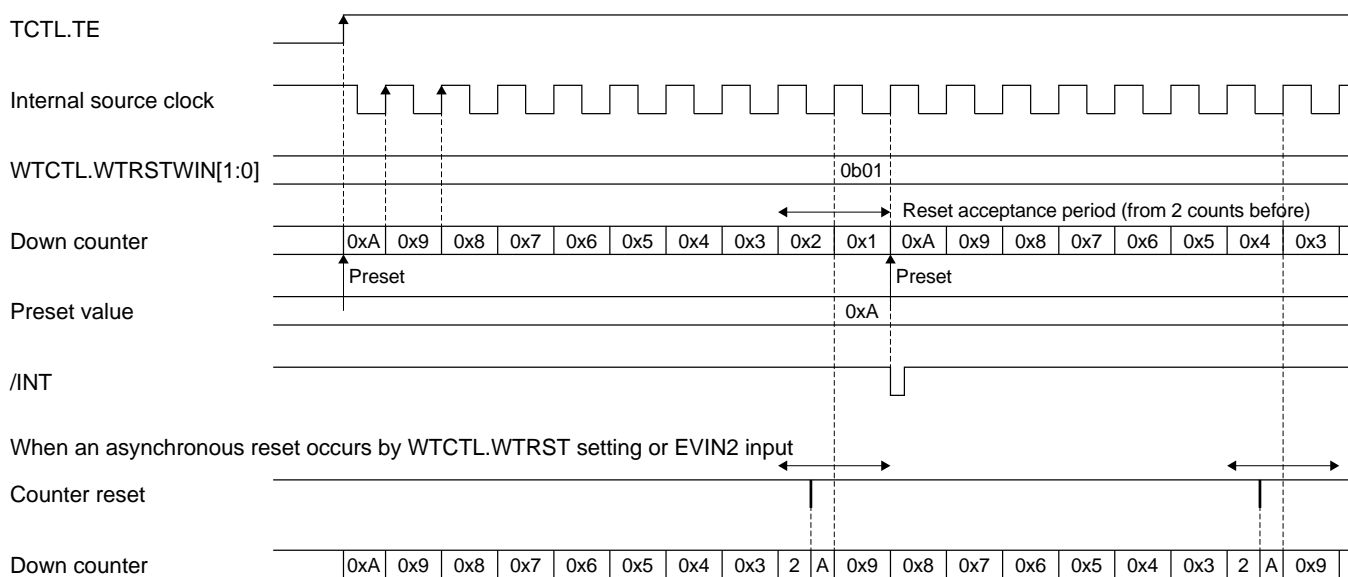 TCTL.TE
Internal source clock
WTCTL.WTRSTWIN[1:0] 0b01
Reset acceptance period (from 2 counts before)
Down counter 0xA 0x9 0x8 0x7 0x6 0x5 0x4 0x3 0x2 0x1 0xA 0x9 0x8 0x7 0x6 0x5 0x4 0x3
Preset Preset
Preset value 0xA
/INT
When an asynchronous reset occurs by WTCTL.WTRST setting or EVIN2 input
Counter reset
Down counter 0xA 0x9 0x8 0x7 0x6 0x5 0x4 0x3 2 A 0x9 0x8 0x7 0x6 0x5 0x4 0x3 2 A 0x9